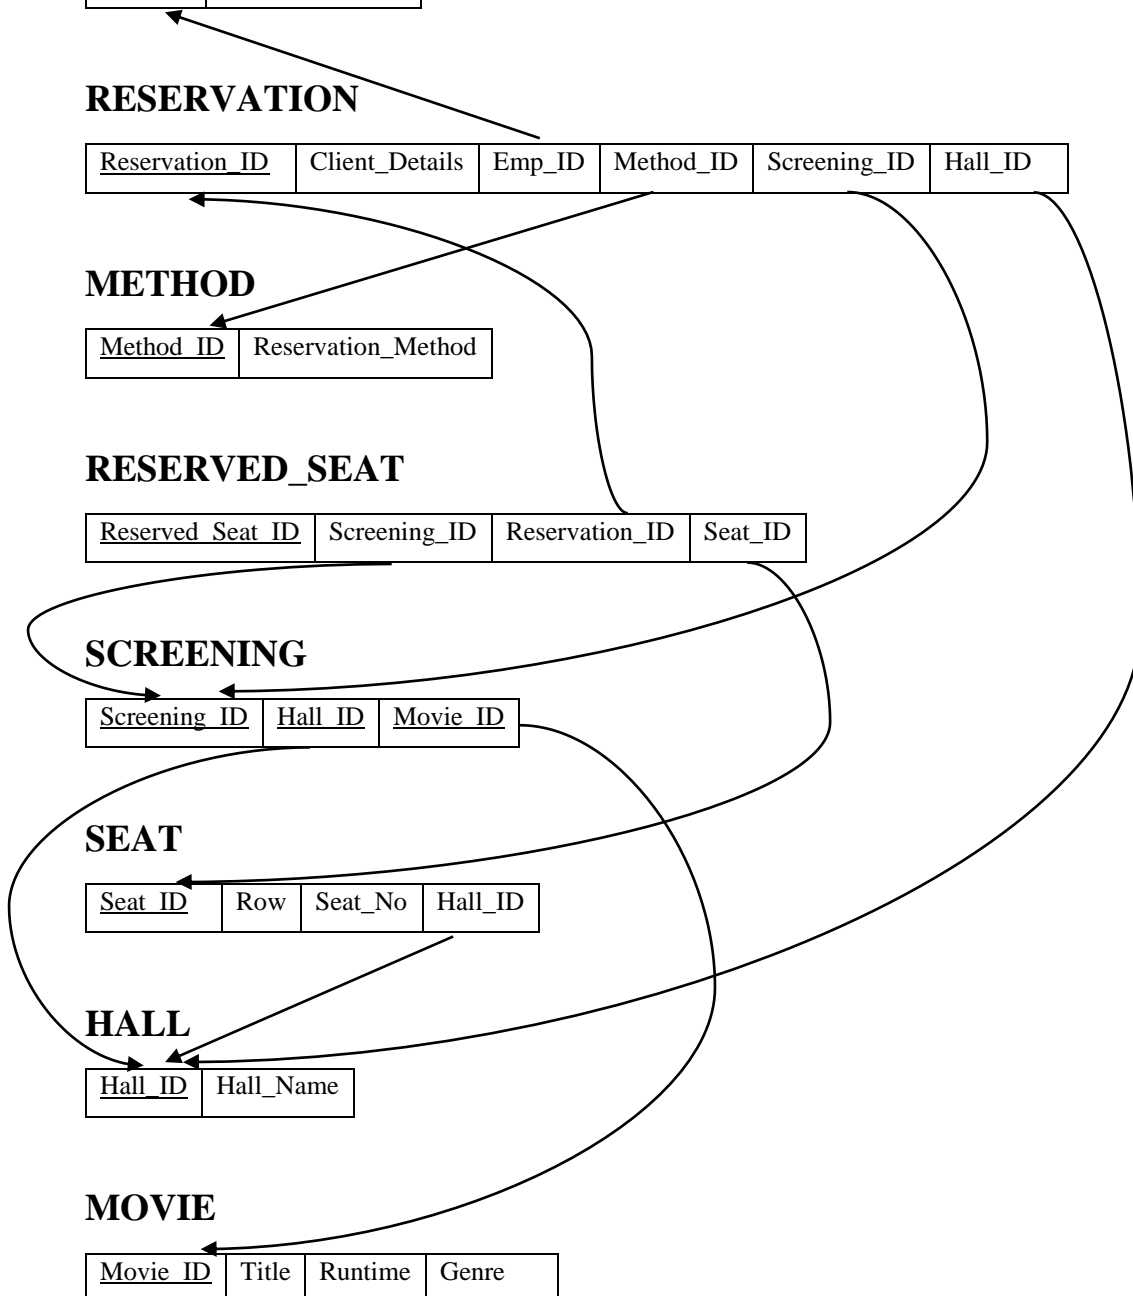 RESERVATION
Reservation_ID Client_Details Emp_ID Method_ID Screening_ID Hall_ID
METHOD
Method_ID Reservation_Method
RESERVED_SEAT
Reserved_Seat_ID Screening_ID Reservation_ID Seat_ID
SCREENING
Screening_ID Hall_ID Movie_ID
SEAT
Seat_ID Row Seat_No Hall_ID
HALL
Hall_ID Hall_Name
MOVIE
Movie_ID Title Runtime Genre